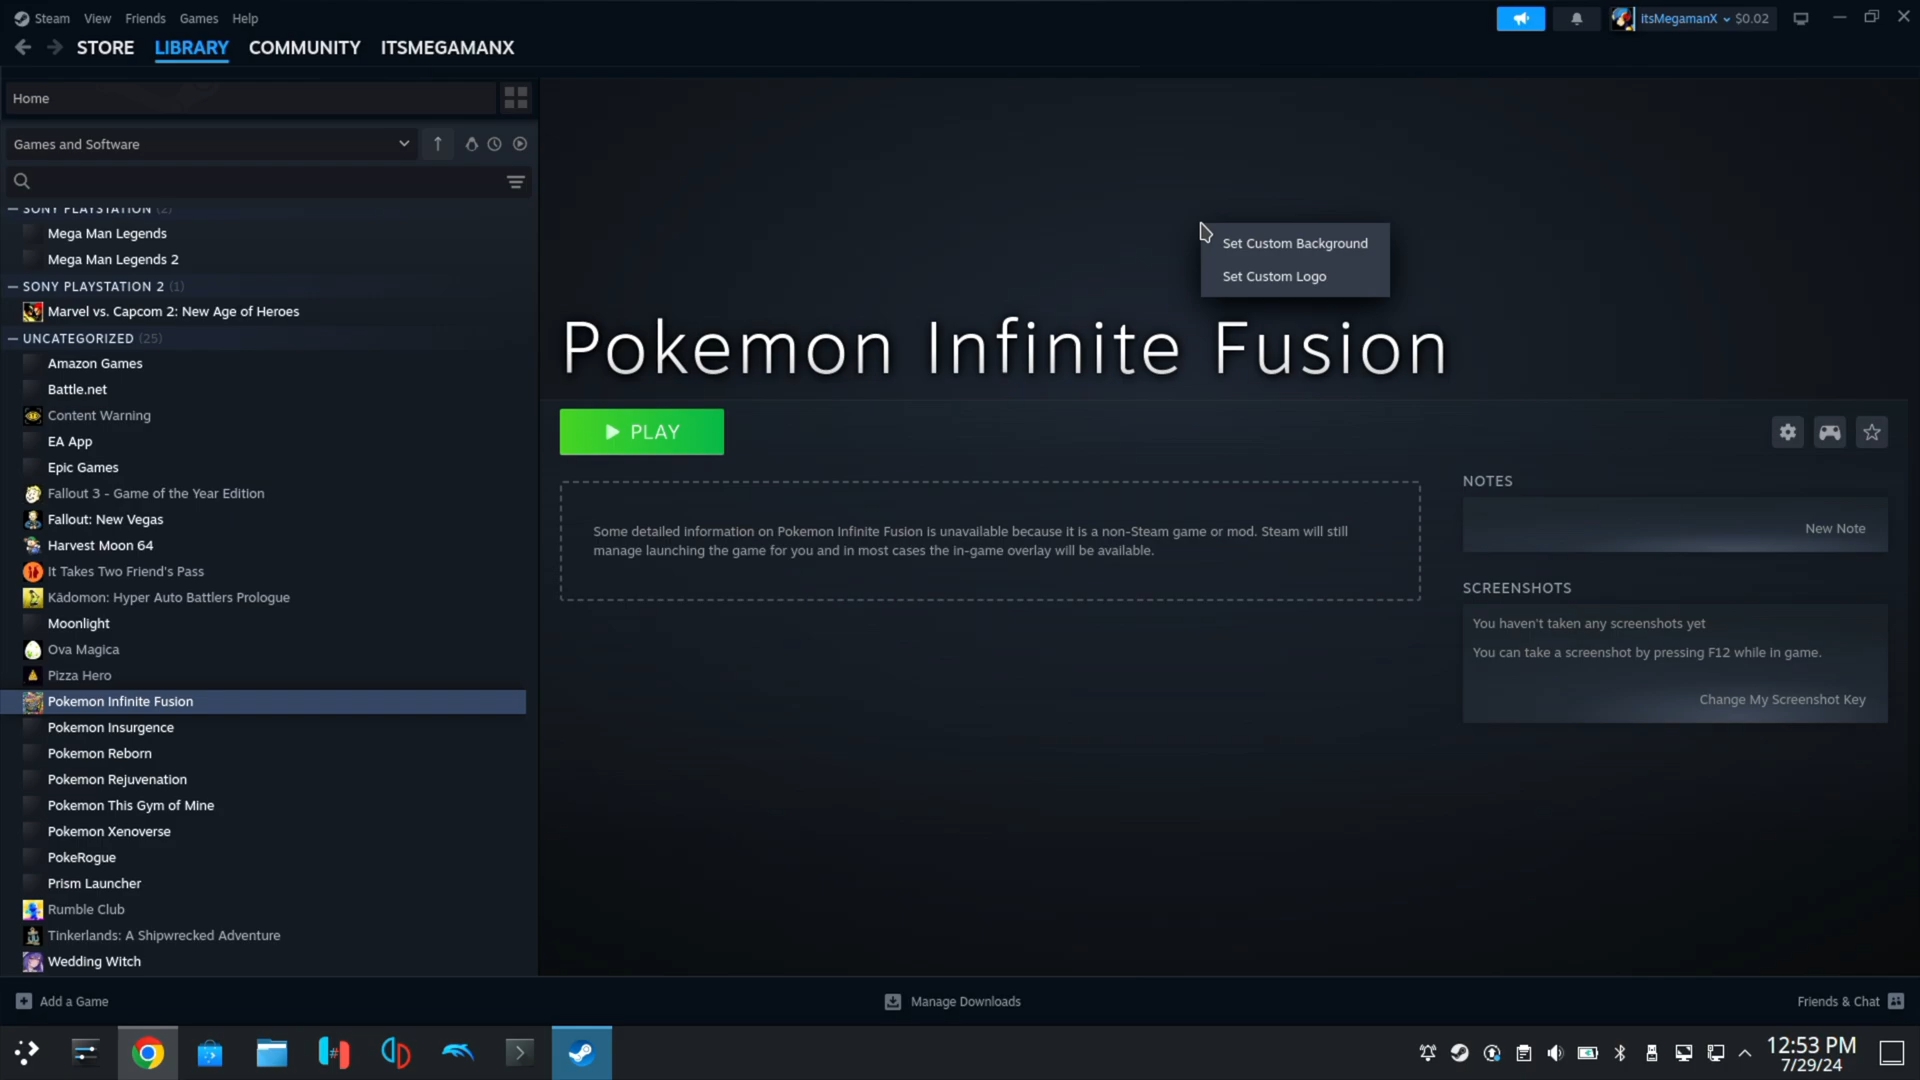 Steam View Friends Games Help
itsMegamanX $0.02
STORE LIBRARY COMMUNITY ITSMEGAMANX
Home
Games and Software
SONY PLAYSTATION (2)
Mega Man Legends
Mega Man Legends 2
SONY PLAYSTATION 2 (1)
Marvel vs. Capcom 2: New Age of Heroes
UNCATEGORIZED (25)
Amazon Games
Battle.net
Content Warning
EA App
Epic Games
Fallout 3 - Game of the Year Edition
Fallout: New Vegas
Harvest Moon 64
It Takes Two Friend's Pass
Kādomon: Hyper Auto Battlers Prologue
Moonlight
Ova Magica
Pizza Hero
Pokemon Infinite Fusion
Pokemon Insurgence
Pokemon Reborn
Pokemon Rejuvenation
Pokemon This Gym of Mine
Pokemon Xenoverse
PokeRogue
Prism Launcher
Rumble Club
Tinkerlands: A Shipwrecked Adventure
Wedding Witch
Set Custom Background
Set Custom Logo
Pokemon Infinite Fusion
PLAY
Some detailed information on Pokemon Infinite Fusion is unavailable because it is a non-Steam game or mod. Steam will still
manage launching the game for you and in most cases the in-game overlay will be available.
NOTES
New Note
SCREENSHOTS
You haven't taken any screenshots yet
You can take a screenshot by pressing F12 while in game.
Change My Screenshot Key
Add a Game
Manage Downloads
Friends & Chat
12:53 PM
7/29/24